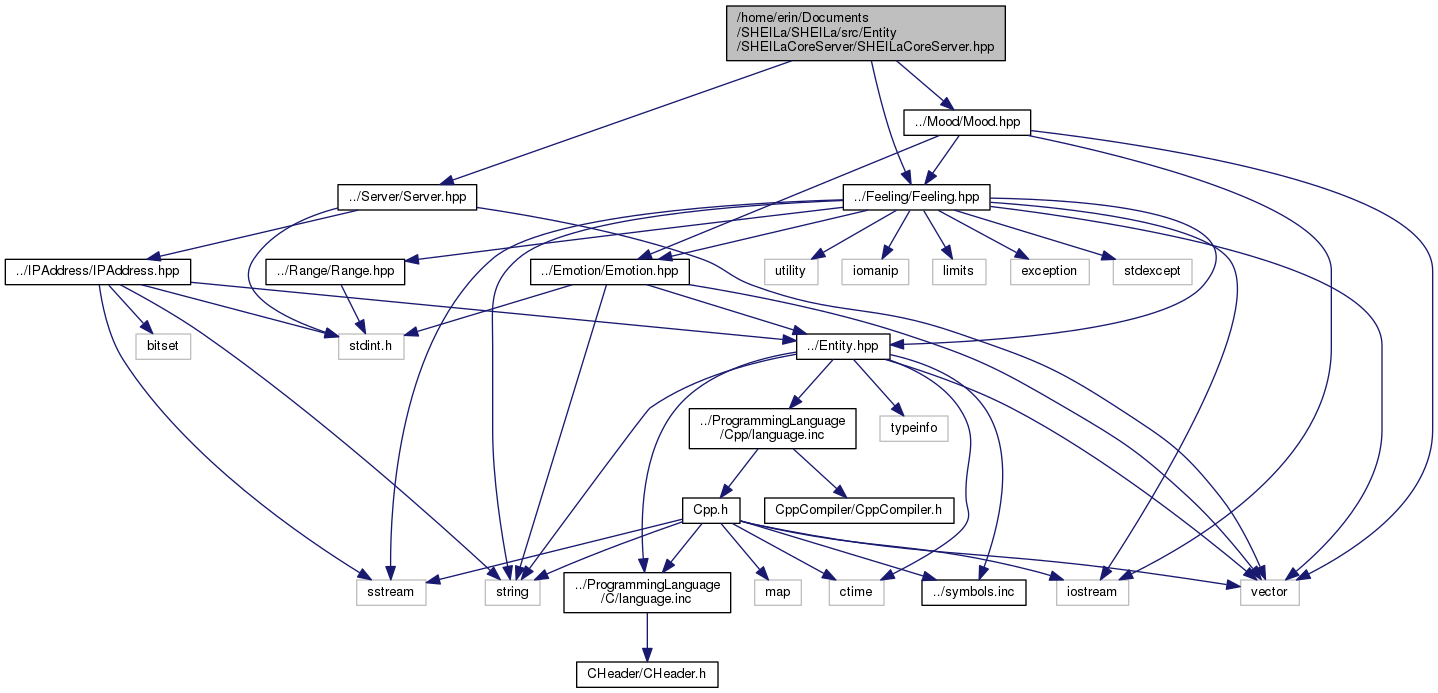 /home/erin/Documents
/SHEILa/SHEILa/src/Entity
/SHEILaCoreServer/SHEILaCoreServer.hpp
../Mood/Mood.hpp
../Server/Server.hpp
../Feeling/Feeling.hpp
../IPAddress/IPAddress.hpp
../Range/Range.hpp
../Emotion/Emotion.hpp
utility
iomanip
limits
exception
stdexcept
bitset
stdint.h
../Entity.hpp
../ProgrammingLanguage
/Cpp/language.inc
typeinfo
Cpp.h
CppCompiler/CppCompiler.h
sstream
string
../ProgrammingLanguage
/C/language.inc
map
ctime
../symbols.inc
iostream
vector
CHeader/CHeader.h